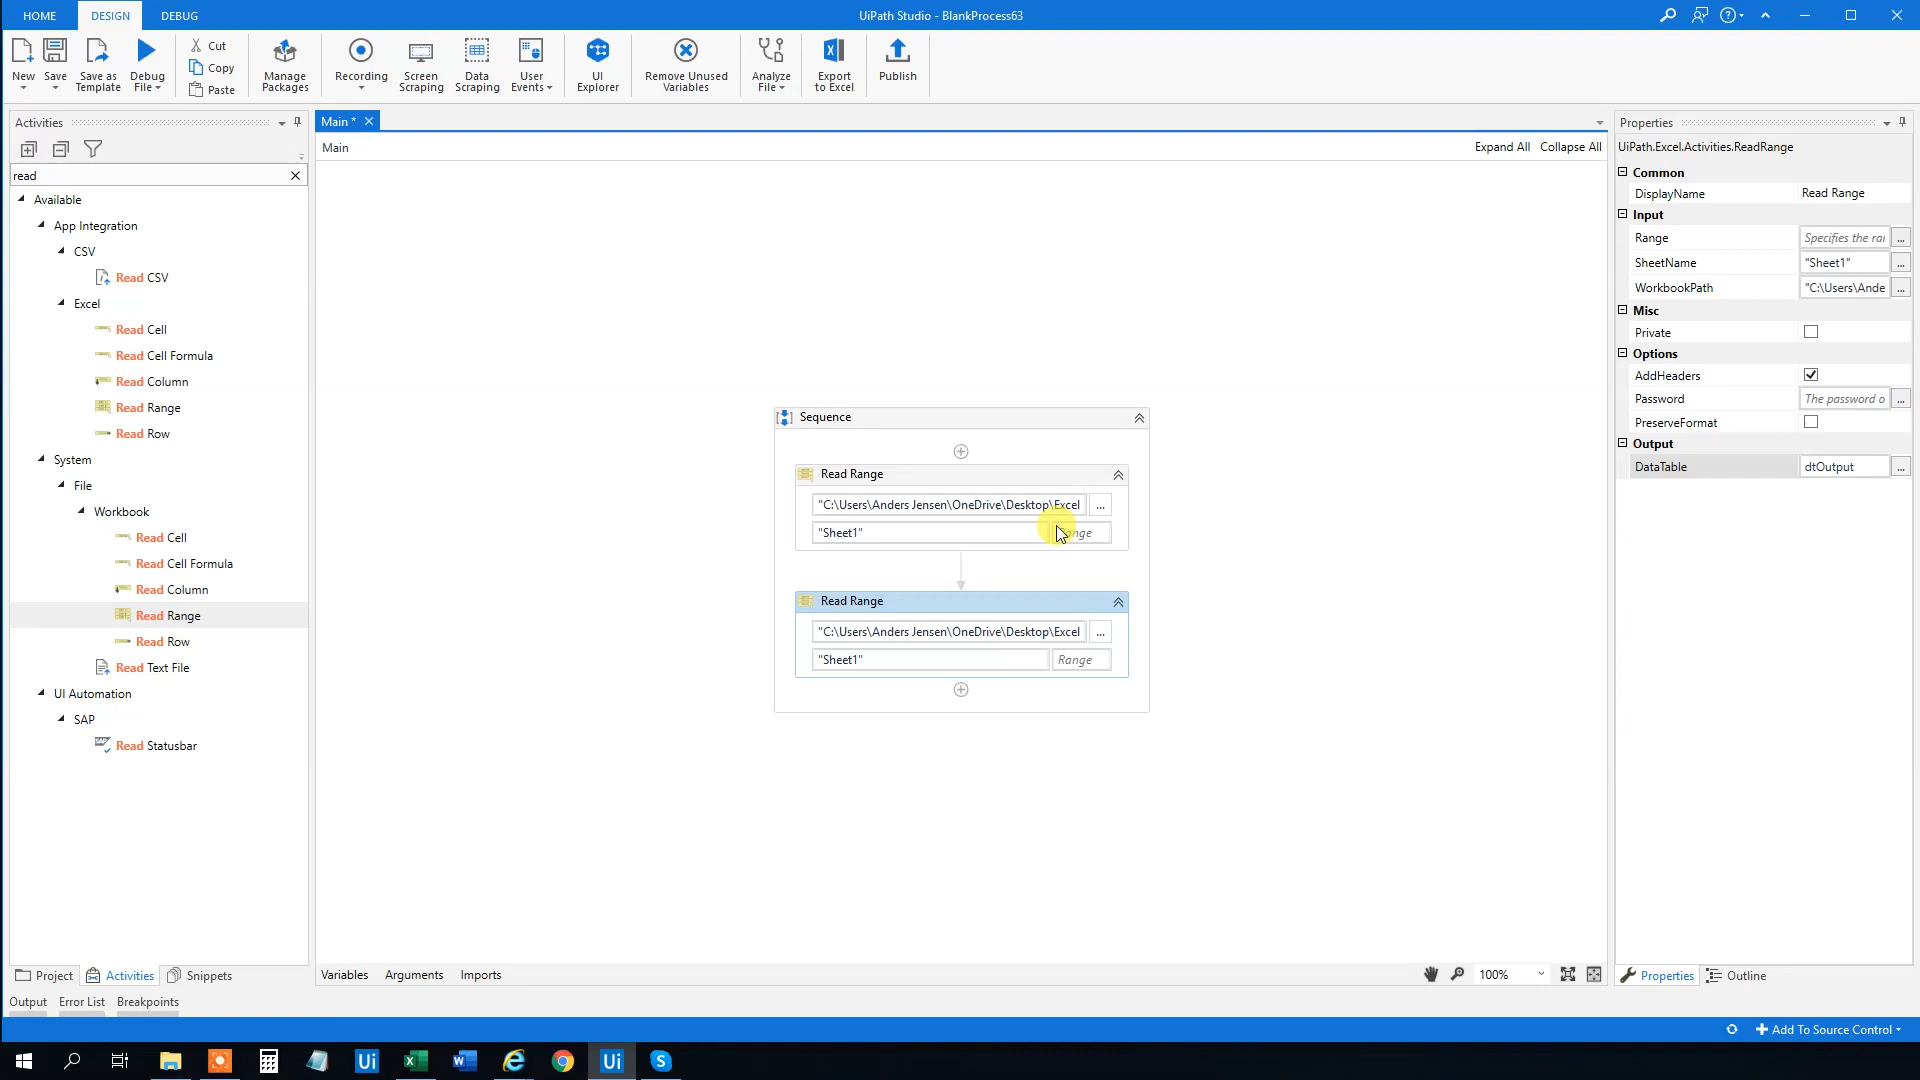 HOME DESIGN DEBUG UiPath Studio - BlankProcess63
New Save Save as Template Debug File Cut Copy Paste Manage Packages Recording Screen Scraping Data Scraping User Events UI Explorer Remove Unused Variables Analyze File Export to Excel Publish
Activities
read
Available
App Integration
CSV
Read CSV
Excel
Read Cell
Read Cell Formula
Read Column
Read Range
Read Row
System
File
Workbook
Read Cell
Read Cell Formula
Read Column
Read Range
Read Row
Read Text File
UI Automation
SAP
Read Statusbar
Project Activities Snippets
Main *
Main Expand All Collapse All
Sequence
Read Range
"C:\Users\Anders Jensen\OneDrive\Desktop\Excel ...
"Sheet1"
Read Range
"C:\Users\Anders Jensen\OneDrive\Desktop\Excel ...
"Sheet1" Range
Variables Arguments Imports 100%
Properties
UiPath.Excel.Activities.ReadRange
Common
DisplayName Read Range
Input
Range Specifies the ...
SheetName "Sheet1" ...
WorkbookPath "C:\Users\Ande ...
Misc
Private
Options
AddHeaders
Password The password o ...
PreserveFormat
Output
DataTable dtOutput ...
Properties Outline
Output Error List Breakpoints
Add To Source Control